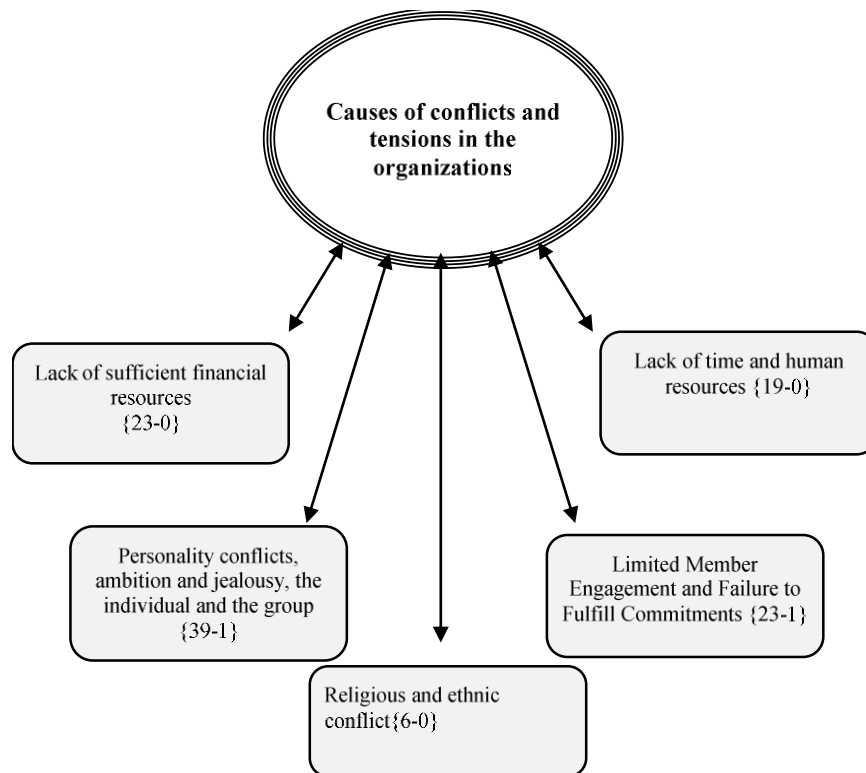 Causes of conflicts and
tensions in the
organizations
Lack of sufficient financial
resources
{23-0}
Lack of time and human
resources {19-0}
Personality conflicts,
ambition and jealousy, the
individual and the group
{39-1}
Limited Member
Engagement and Failure to
Fulfill Commitments {23-1}
Religious and ethnic
conflict{6-0}